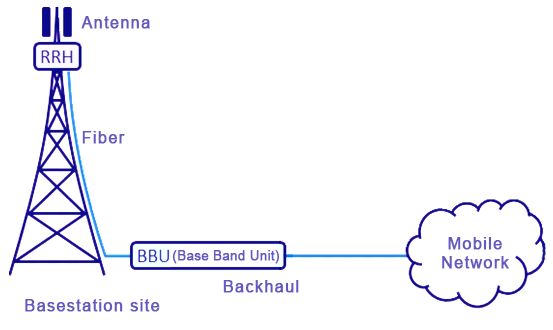 Antenna
RRH
Fiber
BBU (Base Band Unit)
Backhaul
Mobile
Network
Basestation site